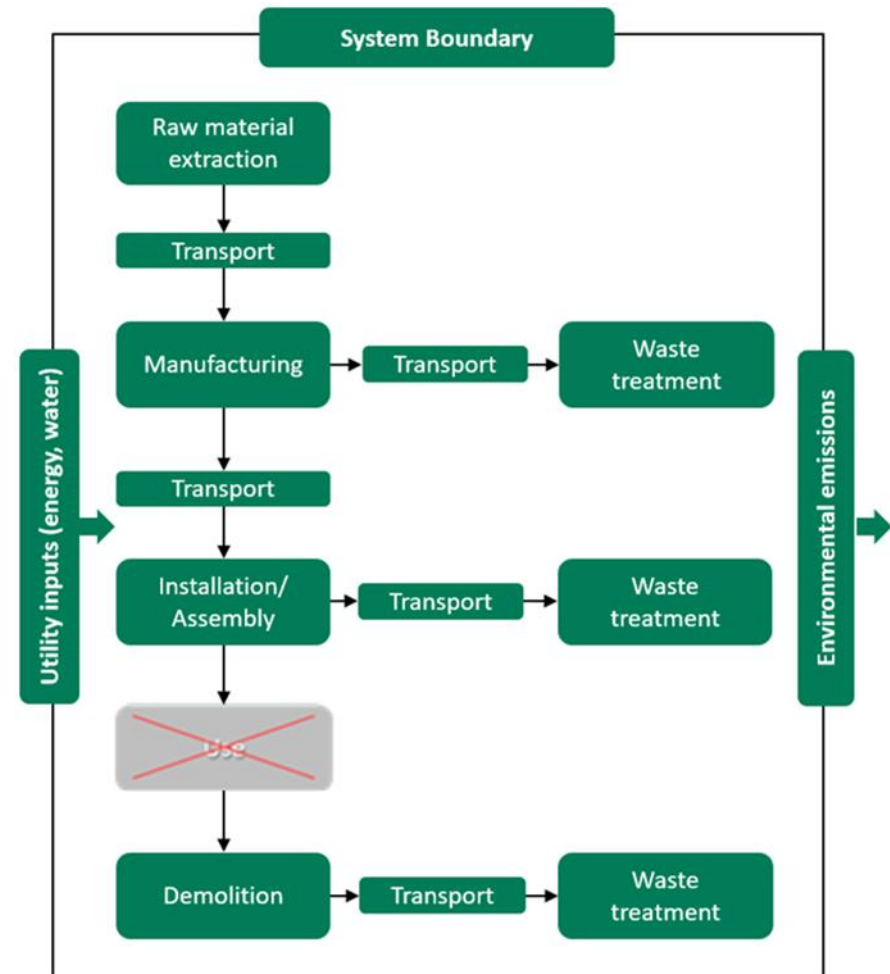 System Boundary
Raw material
extraction
Transport
Manufacturing
Transport
Waste
treatment
Transport
Installation/
Assembly
Transport
Waste
treatment
Use
Demolition
Transport
Waste
treatment
Utility inputs (energy, water)
Environmental emissions